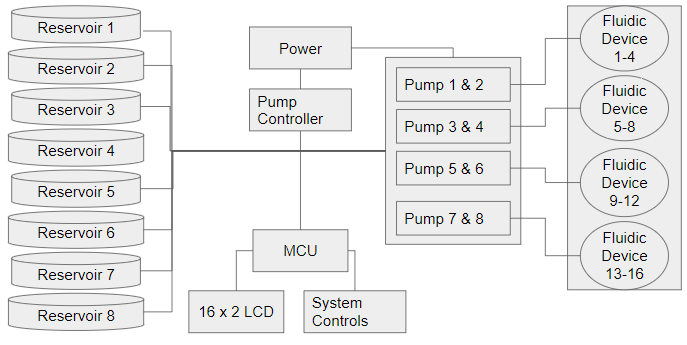 Reservoir 1
Reservoir 2
Reservoir 3
Reservoir 4
Reservoir 5
Reservoir 6
Reservoir 7
Reservoir 8
Power
Pump
Controller
MCU
16 x 2 LCD
System
Controls
Pump 1 & 2
Pump 3 & 4
Pump 5 & 6
Pump 7 & 8
Fluidic
Device
1-4
Fluidic
Device
5-8
Fluidic
Device
9-12
Fluidic
Device
13-16